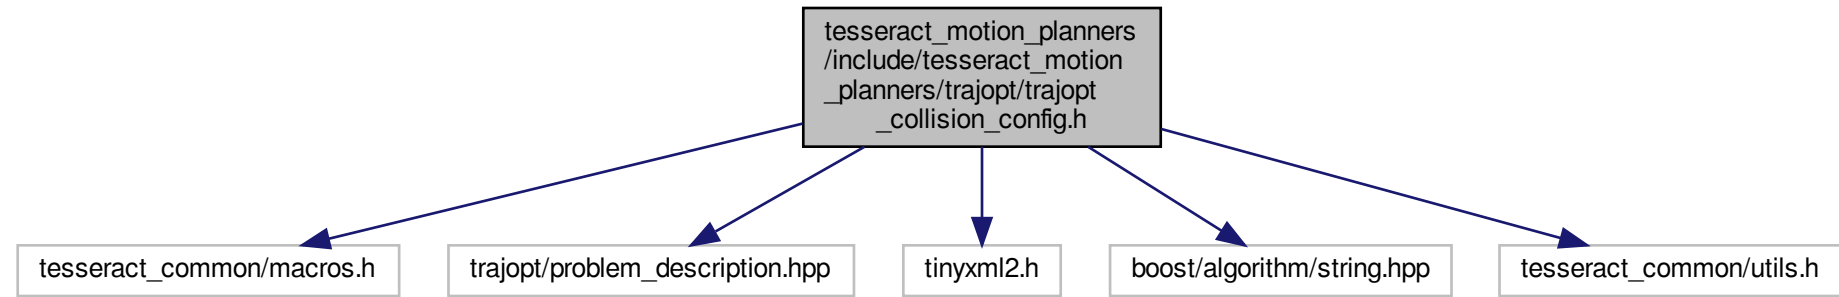 tesseract_motion_planners
/include/tesseract_motion
_planners/trajopt/trajopt
_collision_config.h
tesseract_common/macros.h
trajopt/problem_description.hpp
tinyxml2.h
boost/algorithm/string.hpp
tesseract_common/utils.h